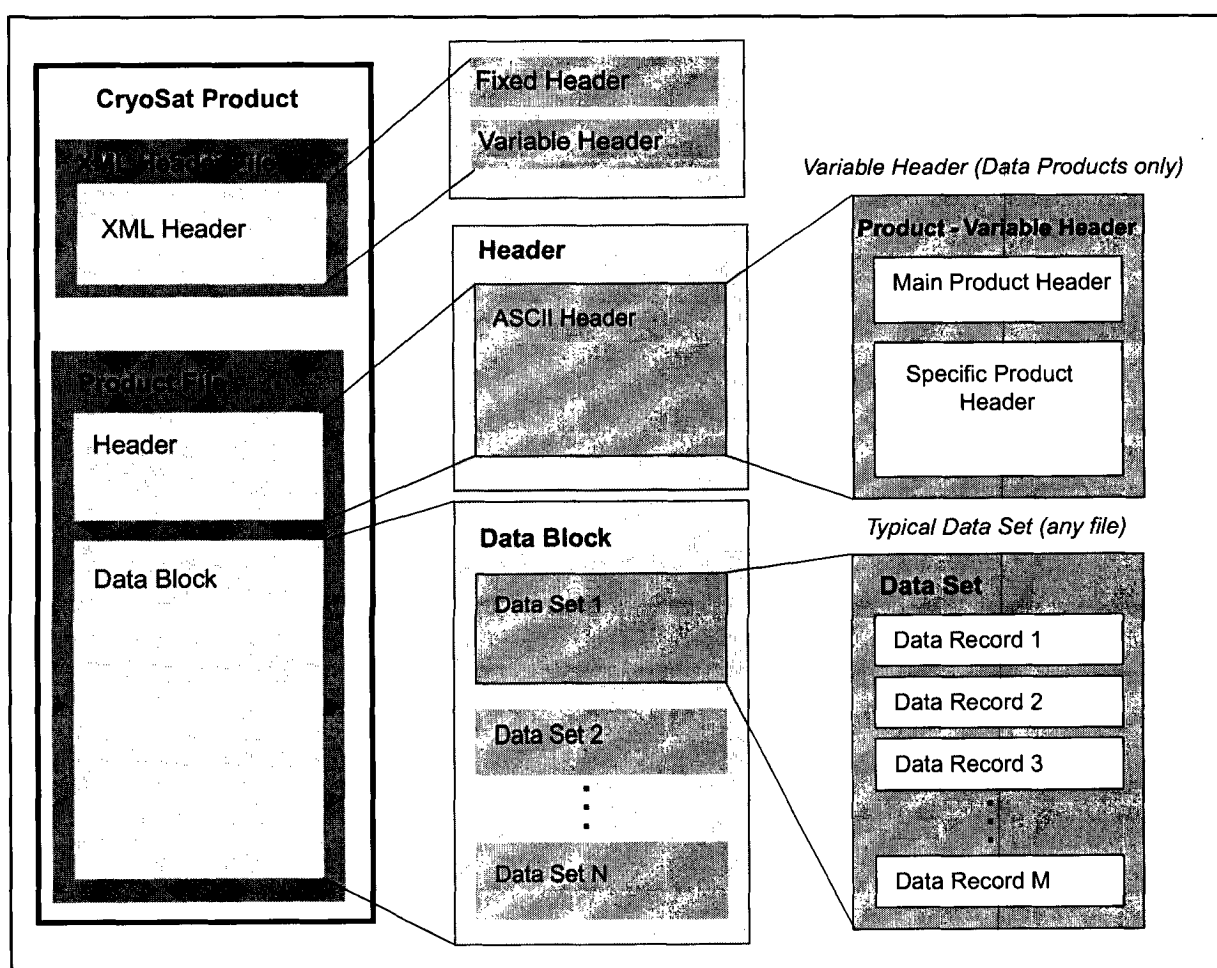 CryoSat Product
XML Header File
XML Header
Product File
Header
Data Block
Fixed Header
Variable Header
Header
ASCII Header
Data Block
Data Set 1
Data Set 2
Data Set N
Variable Header (Data Products only)
Product - Variable Header
Main Product Header
Specific Product
Header
Typical Data Set (any file)
Data Set
Data Record 1
Data Record 2
Data Record 3
Data Record M